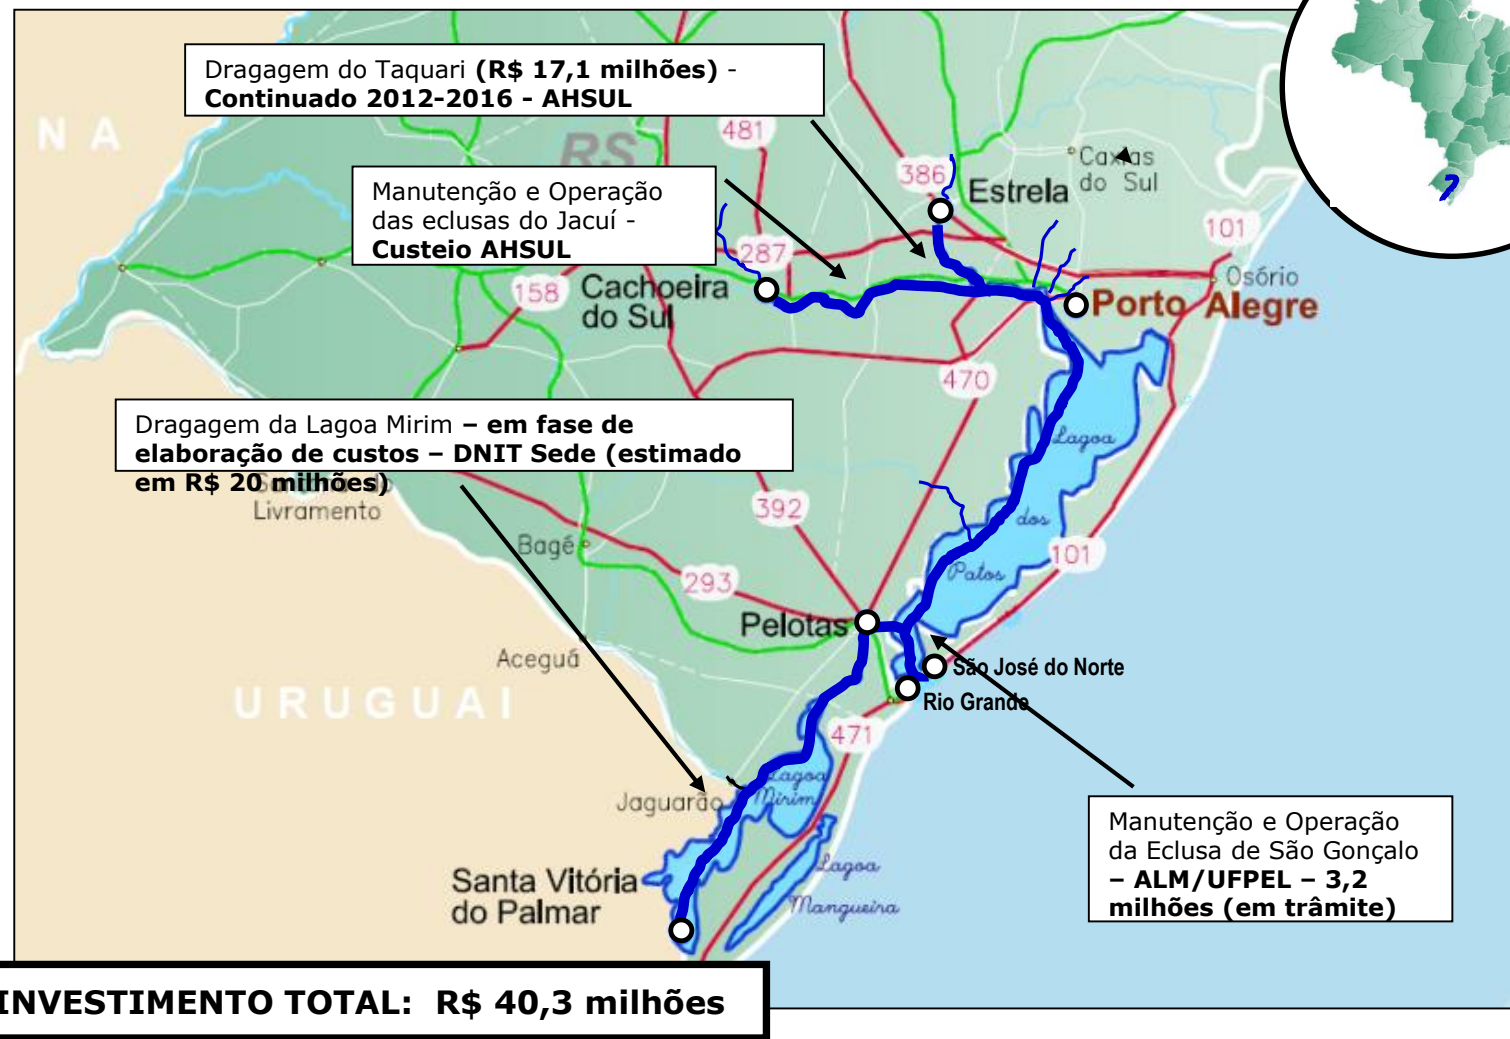 Dragagem do Taquari (R$ 17,1 milhões) -
Continuado 2012-2016 - AHSUL
N A
481
RS
Caxias
do Sul
386
Estrela
Manutenção e Operação
das eclusas do Jacuí -
Custeio AHSUL
101
287
Osório
158
Cachoeira
do Sul
Porto Alegre
470
Dragagem da Lagoa Mirim – em fase de
elaboração de custos – DNIT Sede (estimado
em R$ 20 milhões)
Livramento
Lagoa
dos
Patos
392
Bagé
101
293
Pelotas
Aceguá
São José do Norte
URUGUAI
Rio Grande
471
Lagoa
Mirim
Jaguarão
Manutenção e Operação
da Eclusa de São Gonçalo
– ALM/UFPEL – 3,2
milhões (em trâmite)
Santa Vitória
do Palmar
Lagoa
Mangueira
INVESTIMENTO TOTAL: R$ 40,3 milhões